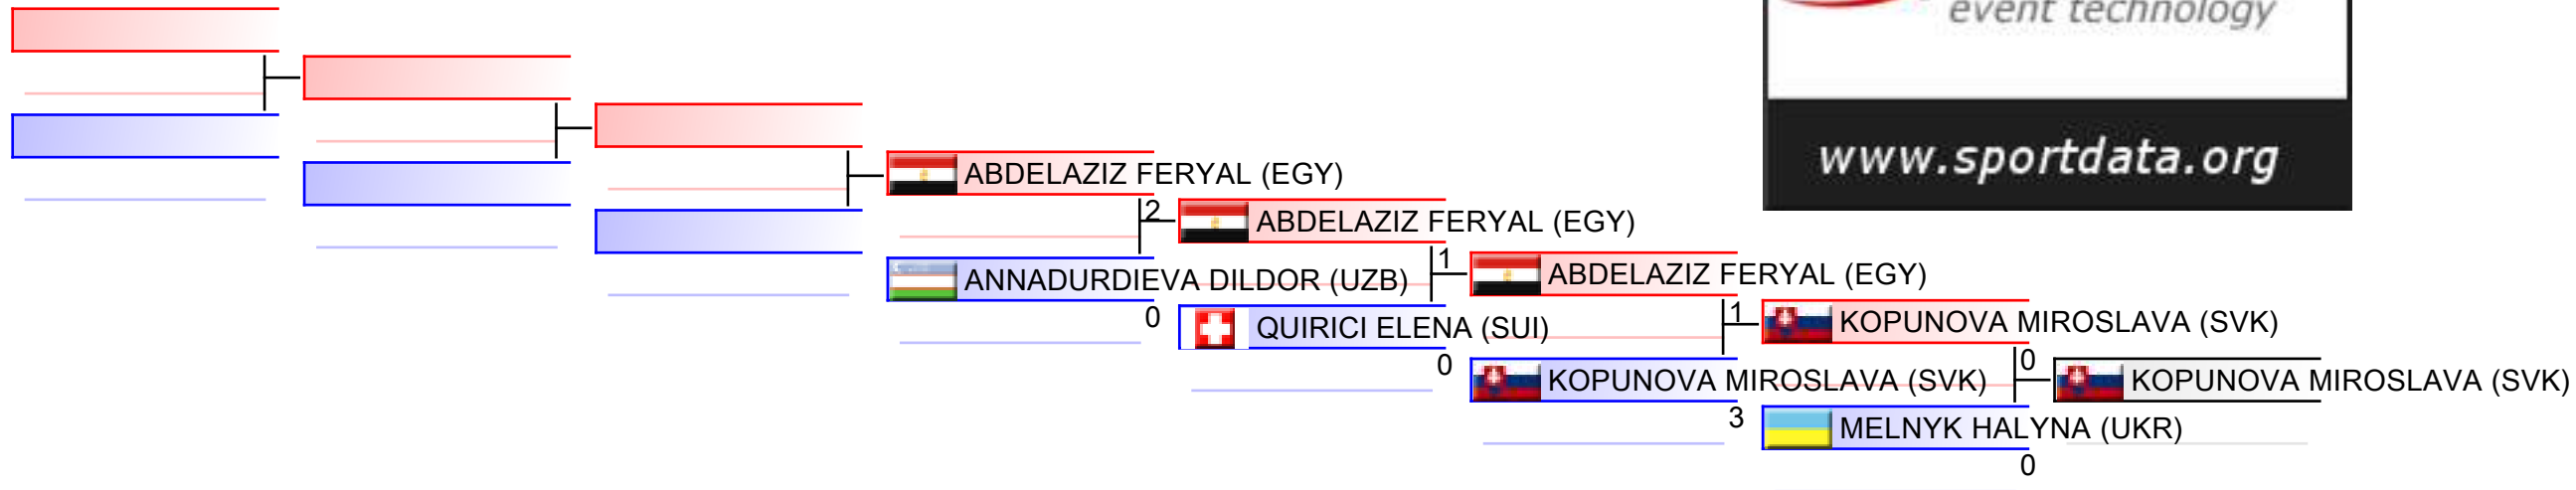 event technology
www.sportdata.org
ABDELAZIZ FERYAL (EGY)
2
ABDELAZIZ FERYAL (EGY)
ANNADURDIEVA DILDOR (UZB)
1
ABDELAZIZ FERYAL (EGY)
0
QUIRICI ELENA (SUI)
1
KOPUNOVA MIROSLAVA (SVK)
0
KOPUNOVA MIROSLAVA (SVK)
0
KOPUNOVA MIROSLAVA (SVK)
3
MELNYK HALYNA (UKR)
0